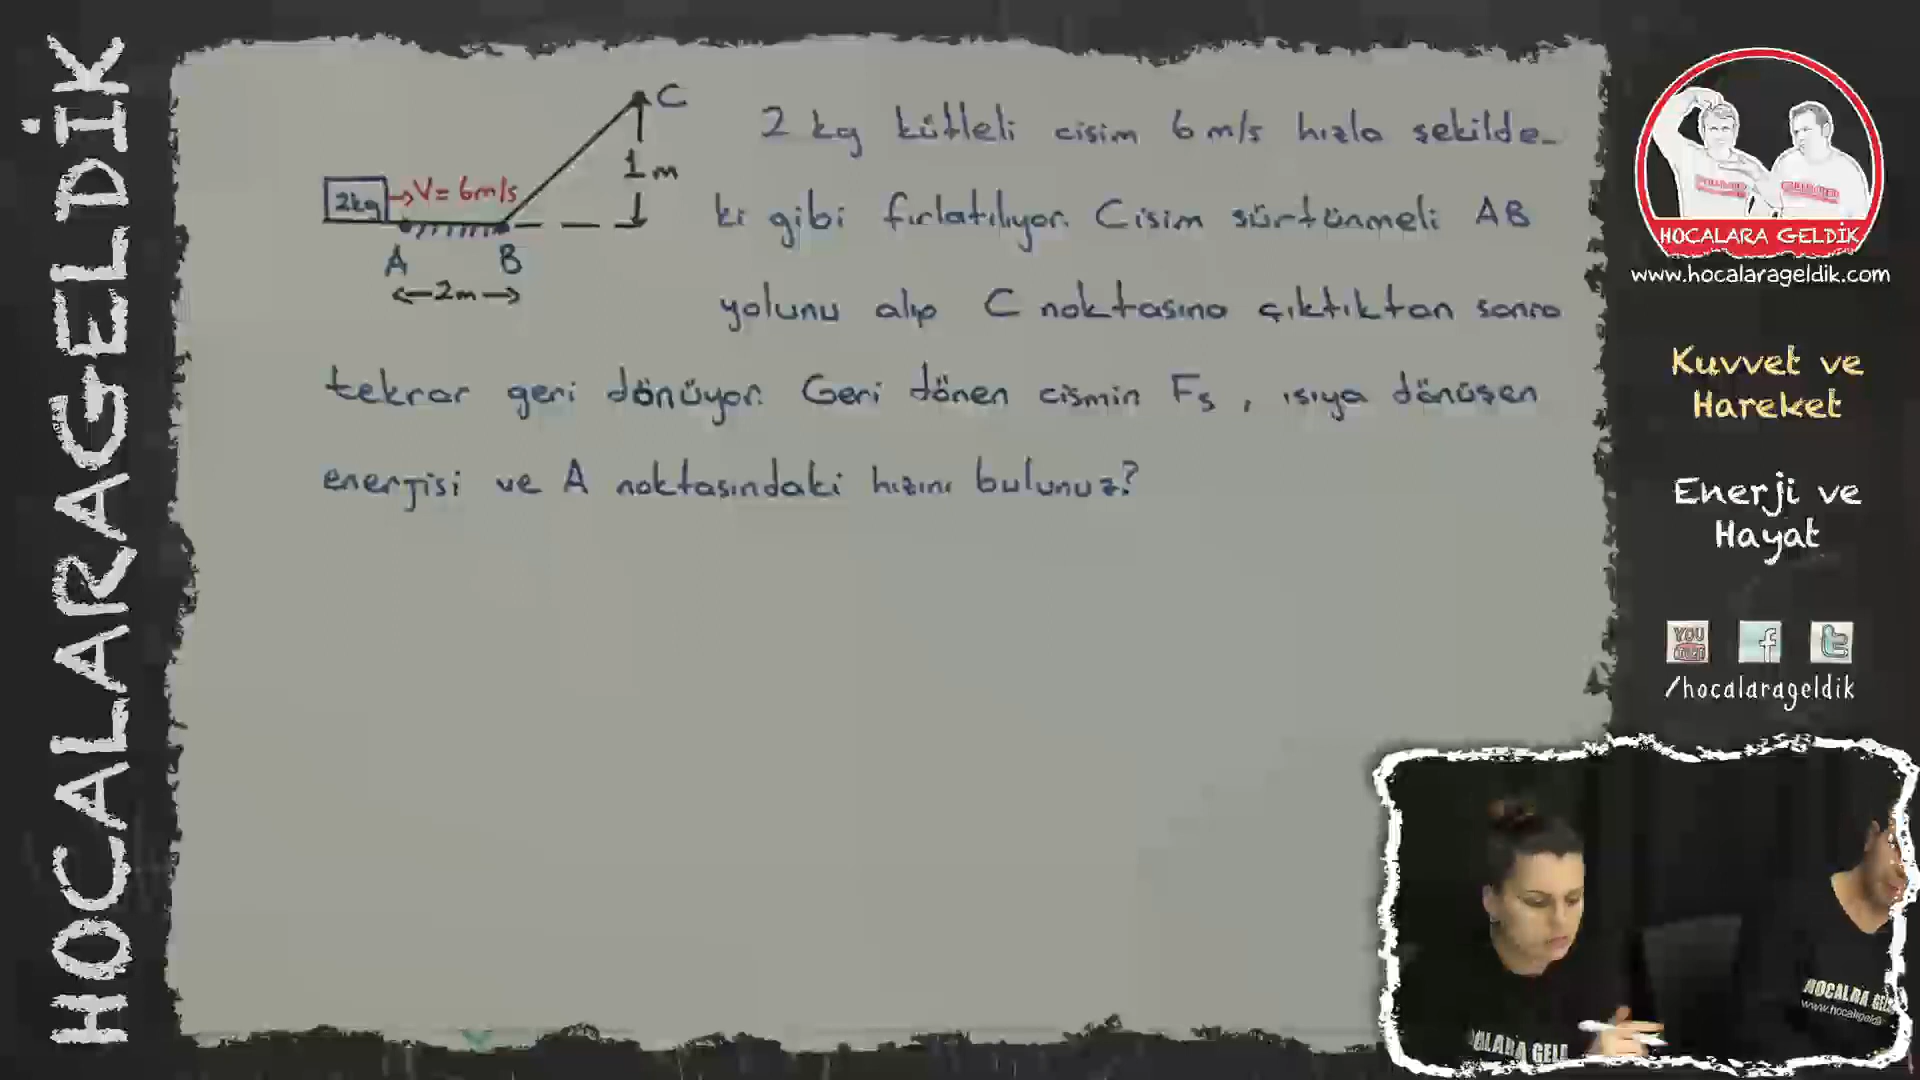 HOCALARAGELDİK
C
1m
2kg
V= 6m/s
A
B
2m
2 kg kütleli cisim 6 m/s hızla şekilde-
ki gibi fırlatılıyor. Cisim sürtünmeli AB
yolunu alıp C noktasına çıktıktan sonra
tekrar geri dönüyor. Geri dönen cismin Fs, ısıya dönüşen
enerjisi ve A noktasındaki hızını bulunuz?
HOCALARA GELDİK
www.hocalarageldik.com
Kuvvet ve
Hareket
Enerji ve
Hayat
/hocalarageldik